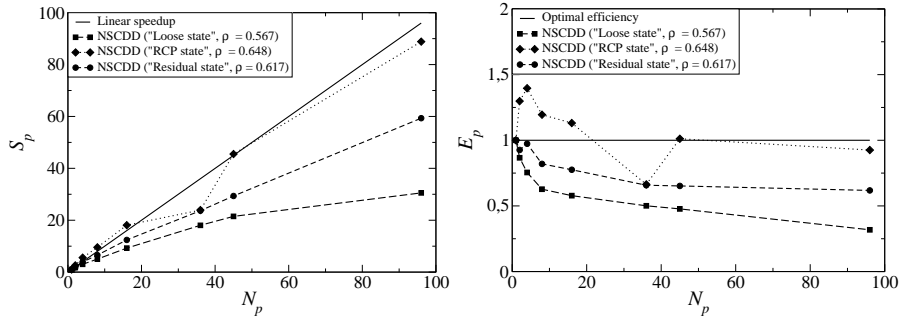 Linear speedup
NSCDD ("Loose state", ρ = 0.567)
NSCDD ("RCP state", ρ = 0.648)
NSCDD ("Residual state", ρ = 0.617)
100
80
60
40
20
0
S_p
0 20 40 60 80 100
N_p
Optimal efficiency
NSCDD ("Loose state", ρ = 0.567)
NSCDD ("RCP state", ρ = 0.648)
NSCDD ("Residual state", ρ = 0.617)
2
1,5
1
0,5
0
E_p
0 20 40 60 80 100
N_p